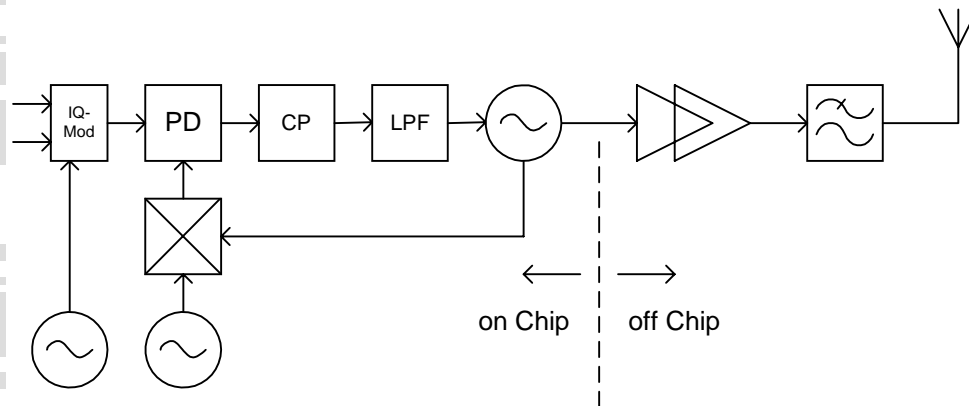 IQ-
Mod
PD
CP
LPF
on Chip
off Chip